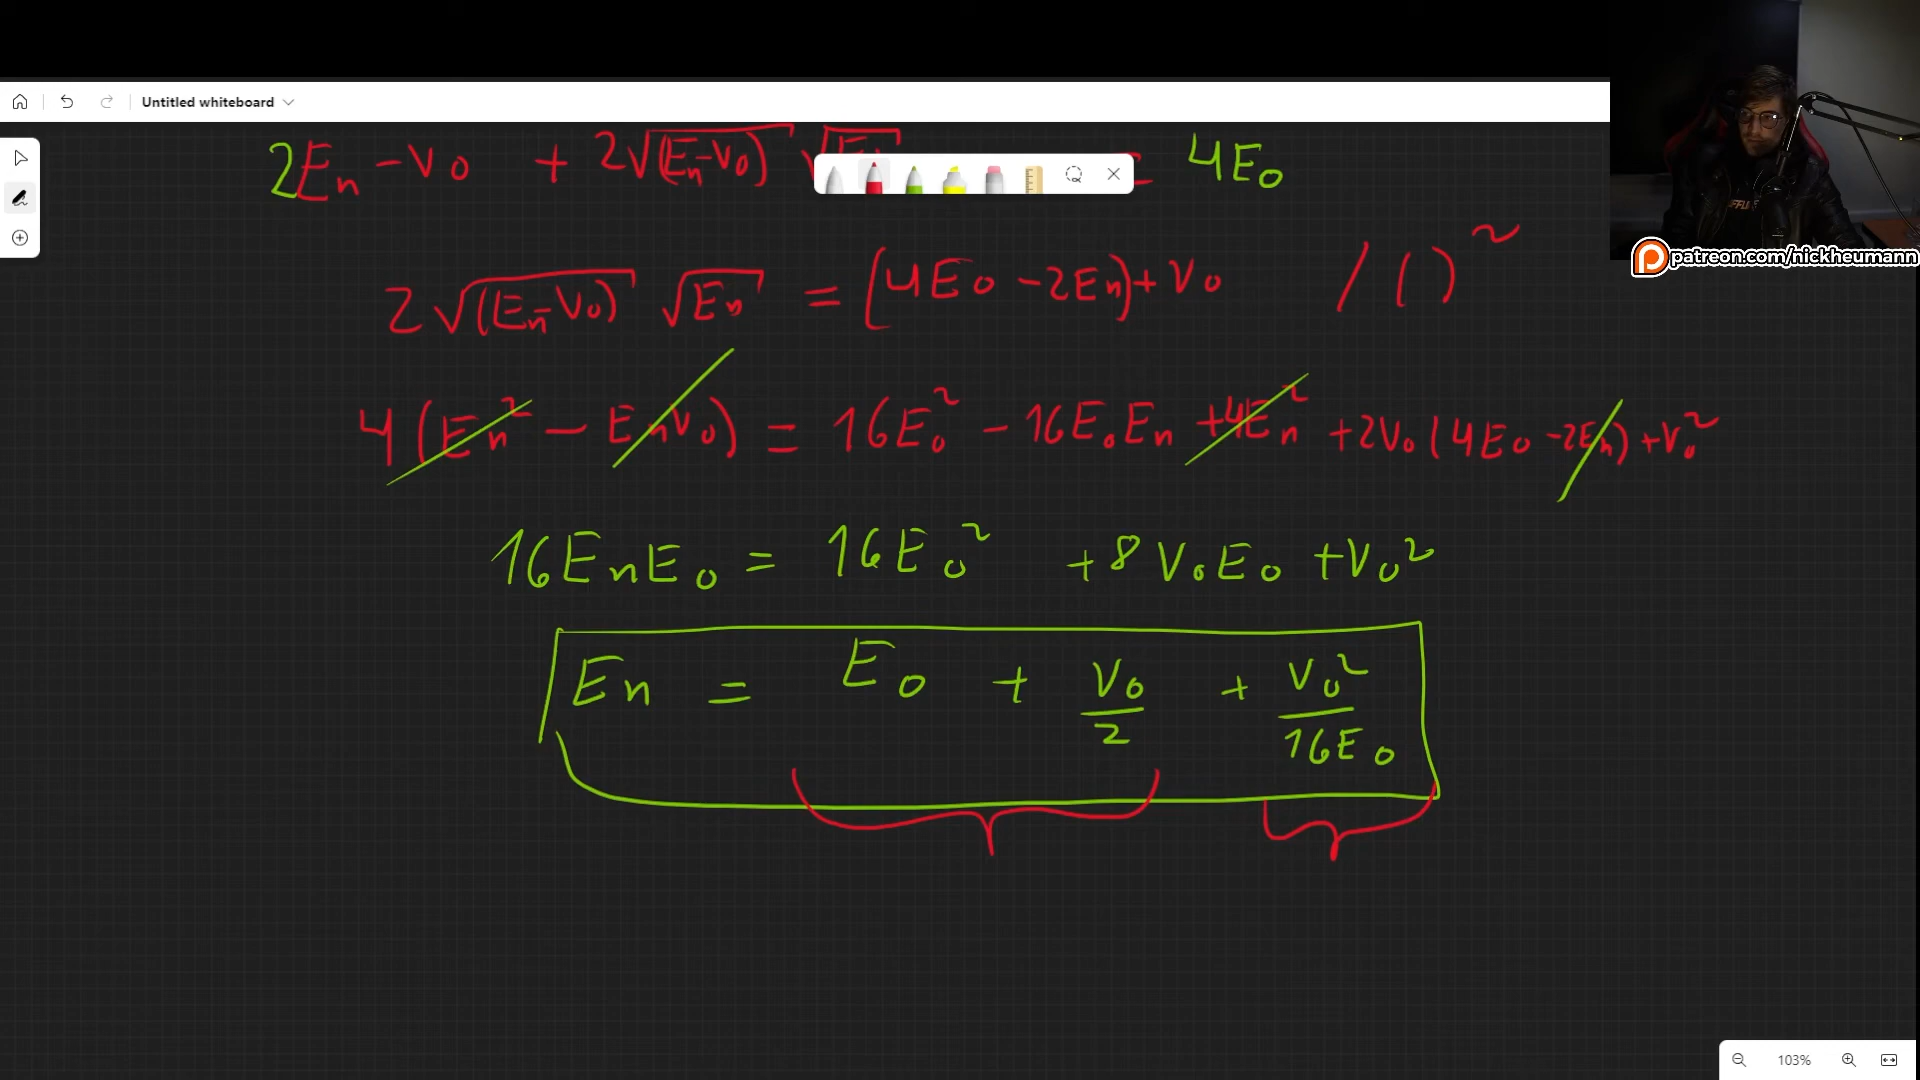 Untitled whiteboard
2En - V0 + 2√(En-V0) √En = 4E0
2√(En-V0) √En = (4E0 - 2En) + V0 / ( )²
4(En² - EnV0) = 16E0² - 16E0En + 4En² + 2V0(4E0 - 2En) + V0²
16EnE0 = 16E0² + 8V0E0 + V0²
En = E0 + V0/2 + V0²/16E0
patreon.com/nickheumann
103%